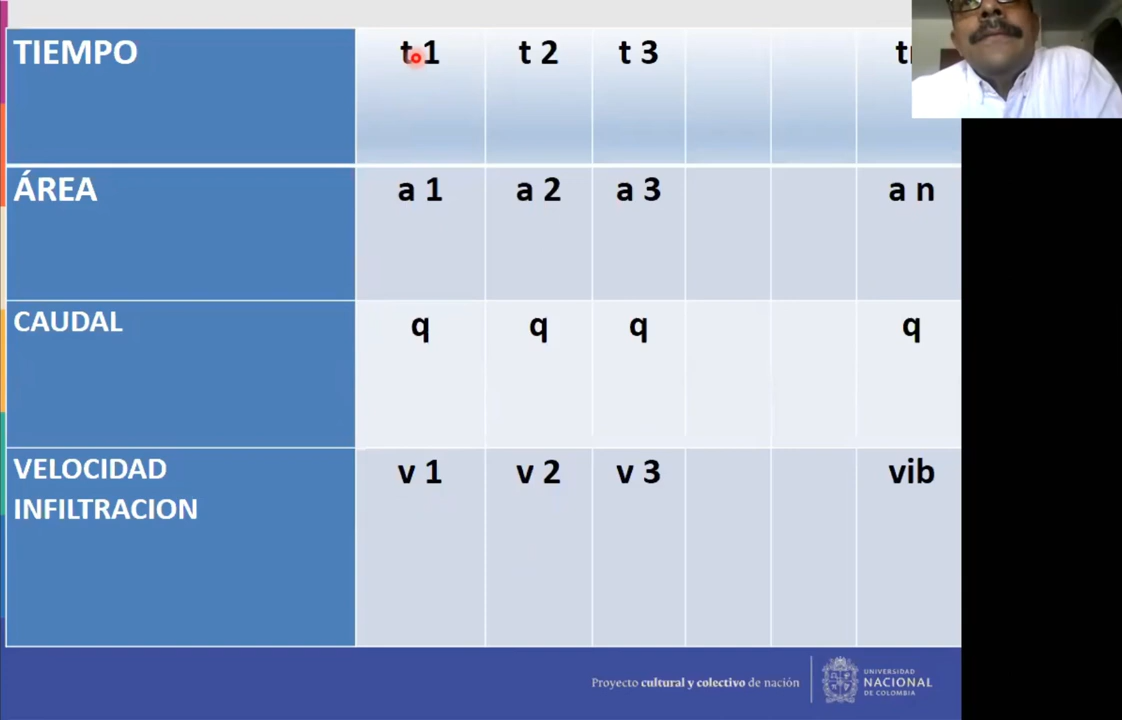 TIEMPO t 1 t 2 t 3
ÁREA a 1 a 2 a 3 a n
CAUDAL q q q q
VELOCIDAD INFILTRACION v 1 v 2 v 3 vib
Proyecto cultural y colectivo de nación
UNIVERSIDAD
NACIONAL
DE COLOMBIA